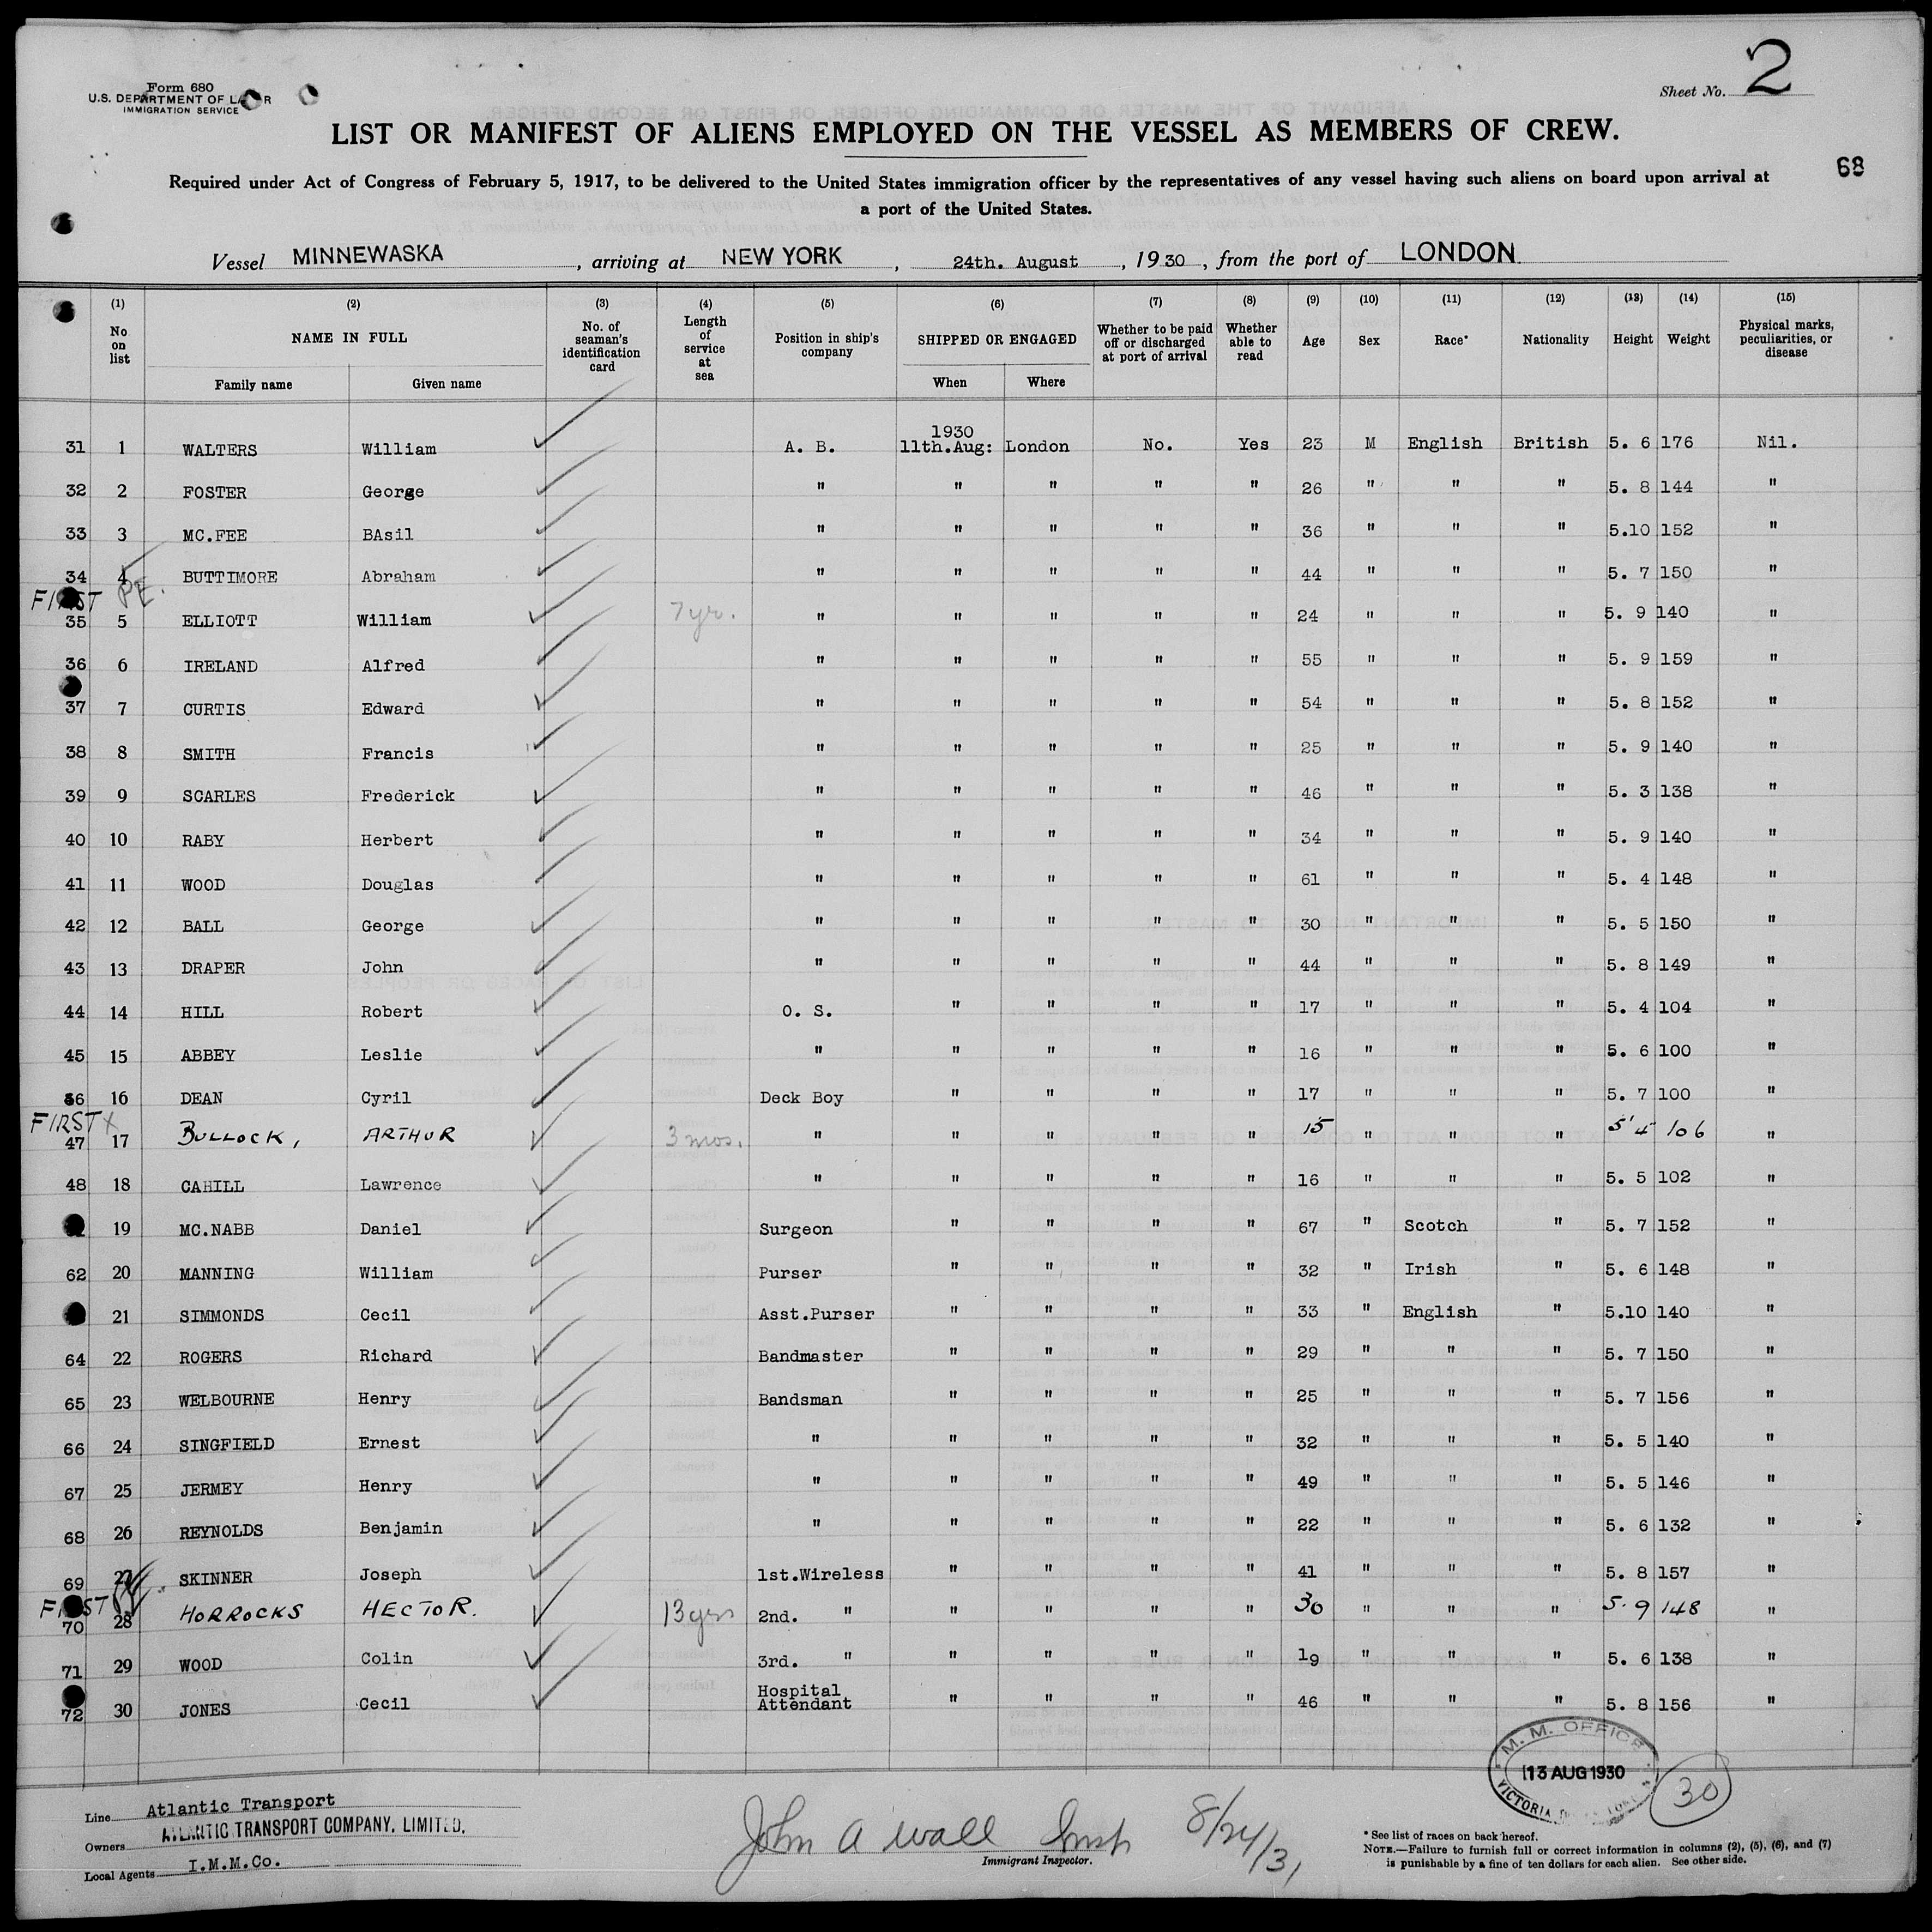 Form 680
U.S. DEPARTMENT OF LABOR
IMMIGRATION SERVICE
Sheet No. 2
LIST OR MANIFEST OF ALIENS EMPLOYED ON THE VESSEL AS MEMBERS OF CREW.
68
Required under Act of Congress of February 5, 1917, to be delivered to the United States immigration officer by the representatives of any vessel having such aliens on board upon arrival at
a port of the United States.
Vessel MINNEWASKA, arriving at NEW YORK, 24th. August, 1930, from the port of LONDON
(1) (2) (3) (4) (5) (6) (7) (8) (9) (10) (11) (12) (13) (14) (15)
No on list NAME IN FULL Family name Given name No. of seaman's identification card Length of service at sea Position in ship's company SHIPPED OR ENGAGED When Where Whether to be paid off or discharged at port of arrival Whether able to read Age Sex Race* Nationality Height Weight Physical marks, peculiarities, or disease
1930
31 1 WALTERS William A. B. 11th.Aug: London No. Yes 23 M English British 5. 6 176 Nil.
32 2 FOSTER George " " " " " 26 " " " 5. 8 144 "
33 3 MC.FEE BAsil " " " " " 36 " " " 5.10 152 "
34 4 BUTTIMORE Abraham " " " " " 44 " " " 5. 7 150 "
FIRST PE.
35 5 ELLIOTT William 7yr. " " " " " 24 " " " 5. 9 140 "
36 6 IRELAND Alfred " " " " " 55 " " " 5. 9 159 "
37 7 CURTIS Edward " " " " " 54 " " " 5. 8 152 "
38 8 SMITH Francis " " " " " 25 " " " 5. 9 140 "
39 9 SCARLES Frederick " " " " " 46 " " " 5. 3 138 "
40 10 RABY Herbert " " " " " 34 " " " 5. 9 140 "
41 11 WOOD Douglas " " " " " 61 " " " 5. 4 148 "
42 12 BALL George " " " " " 30 " " " 5. 5 150 "
43 13 DRAPER John " " " " " 44 " " " 5. 8 149 "
44 14 HILL Robert O. S. " " " " 17 " " " 5. 4 104 "
45 15 ABBEY Leslie " " " " " 16 " " " 5. 6 100 "
46 16 DEAN Cyril Deck Boy " " " " 17 " " " 5. 7 100 "
FIRST X
47 17 BULLOCK, ARTHUR 3 mos. " " " " " 15 " " " 5'4 106 "
48 18 CAHILL Lawrence " " " " " 16 " " " 5. 5 102 "
19 MC.NABB Daniel Surgeon " " " " 67 " Scotch " 5. 7 152 "
62 20 MANNING William Purser " " " " 32 " Irish " 5. 6 148 "
21 SIMMONDS Cecil Asst.Purser " " " " 33 " English " 5.10 140 "
64 22 ROGERS Richard Bandmaster " " " " 29 " " " 5. 7 150 "
65 23 WELBOURNE Henry Bandsman " " " " 25 " " " 5. 7 156 "
66 24 SINGFIELD Ernest " " " " " 32 " " " 5. 5 140 "
67 25 JERMEY Henry " " " " " 49 " " " 5. 5 146 "
68 26 REYNOLDS Benjamin " " " " " 22 " " " 5. 6 132 "
69 27 SKINNER Joseph 1st.Wireless " " " " 41 " " " 5. 8 157 "
FIRST
70 28 HORROCKS HECTOR. 13yrs 2nd. " " " " " 30 " " " 5. 9 148 "
71 29 WOOD Colin 3rd. " " " " " 19 " " " 5. 6 138 "
72 30 JONES Cecil Hospital Attendant " " " " 46 " " " 5. 8 156 "
M. M. OFFICE
13 AUG 1930
VICTORIA
30
Line Atlantic Transport
Owners ATLANTIC TRANSPORT COMPANY, LIMITED.
Local Agents I.M.M.Co.
John A Wall Insp 8/24/31
Immigrant Inspector.
* See list of races on back hereof.
NOTE.—Failure to furnish full or correct information in columns (2), (5), (6), and (7)
is punishable by a fine of ten dollars for each alien. See other side.